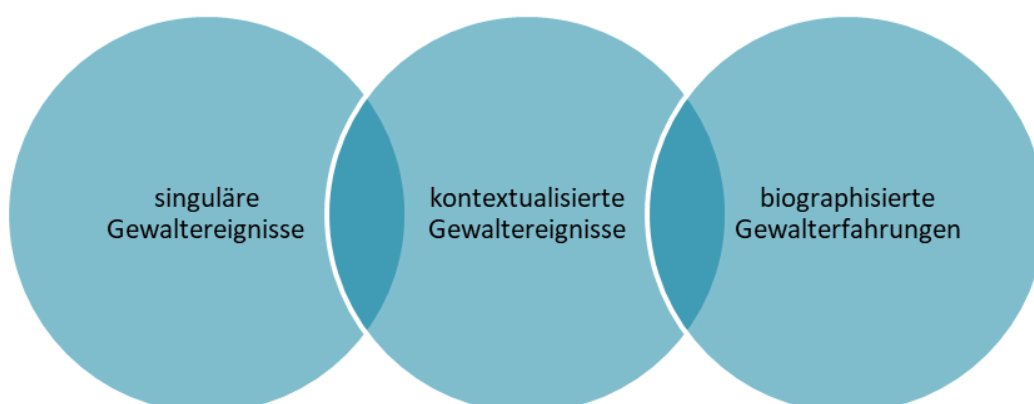 singuläre
Gewaltereignisse
kontextualisierte
Gewaltereignisse
biographisierte
Gewalterfahrungen